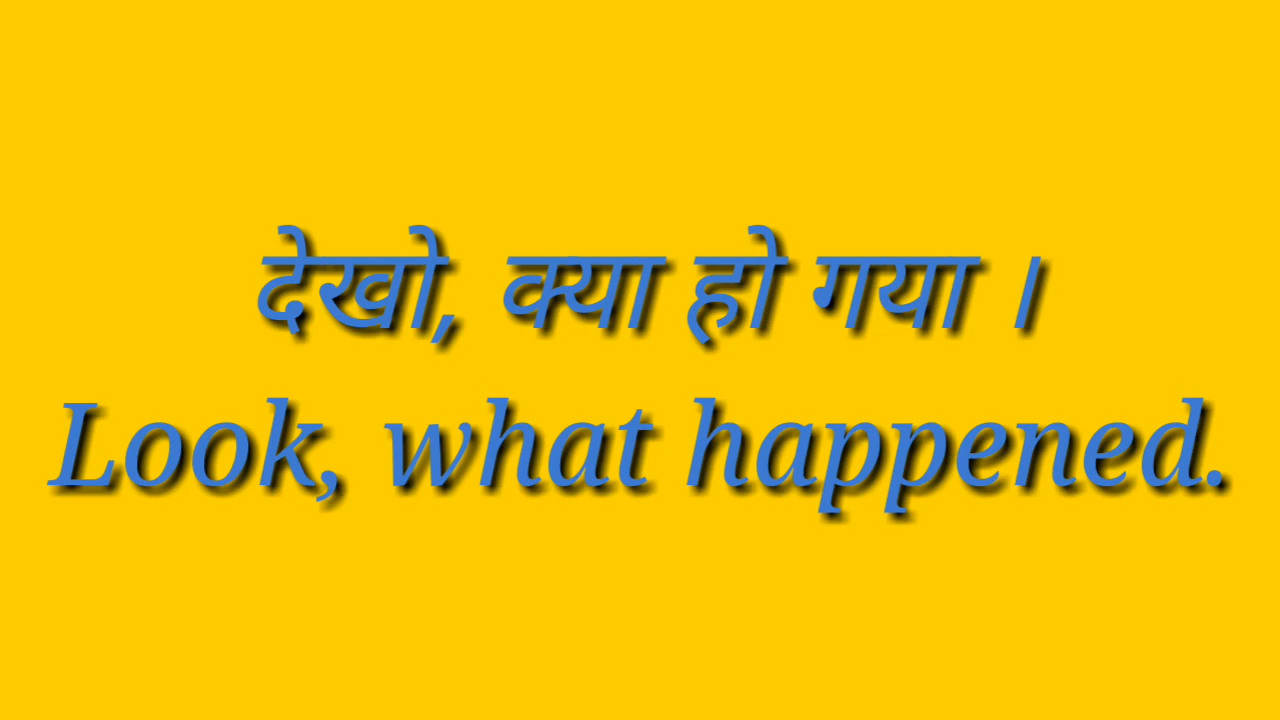 देखो, क्या हो गया ।
Look, what happened.